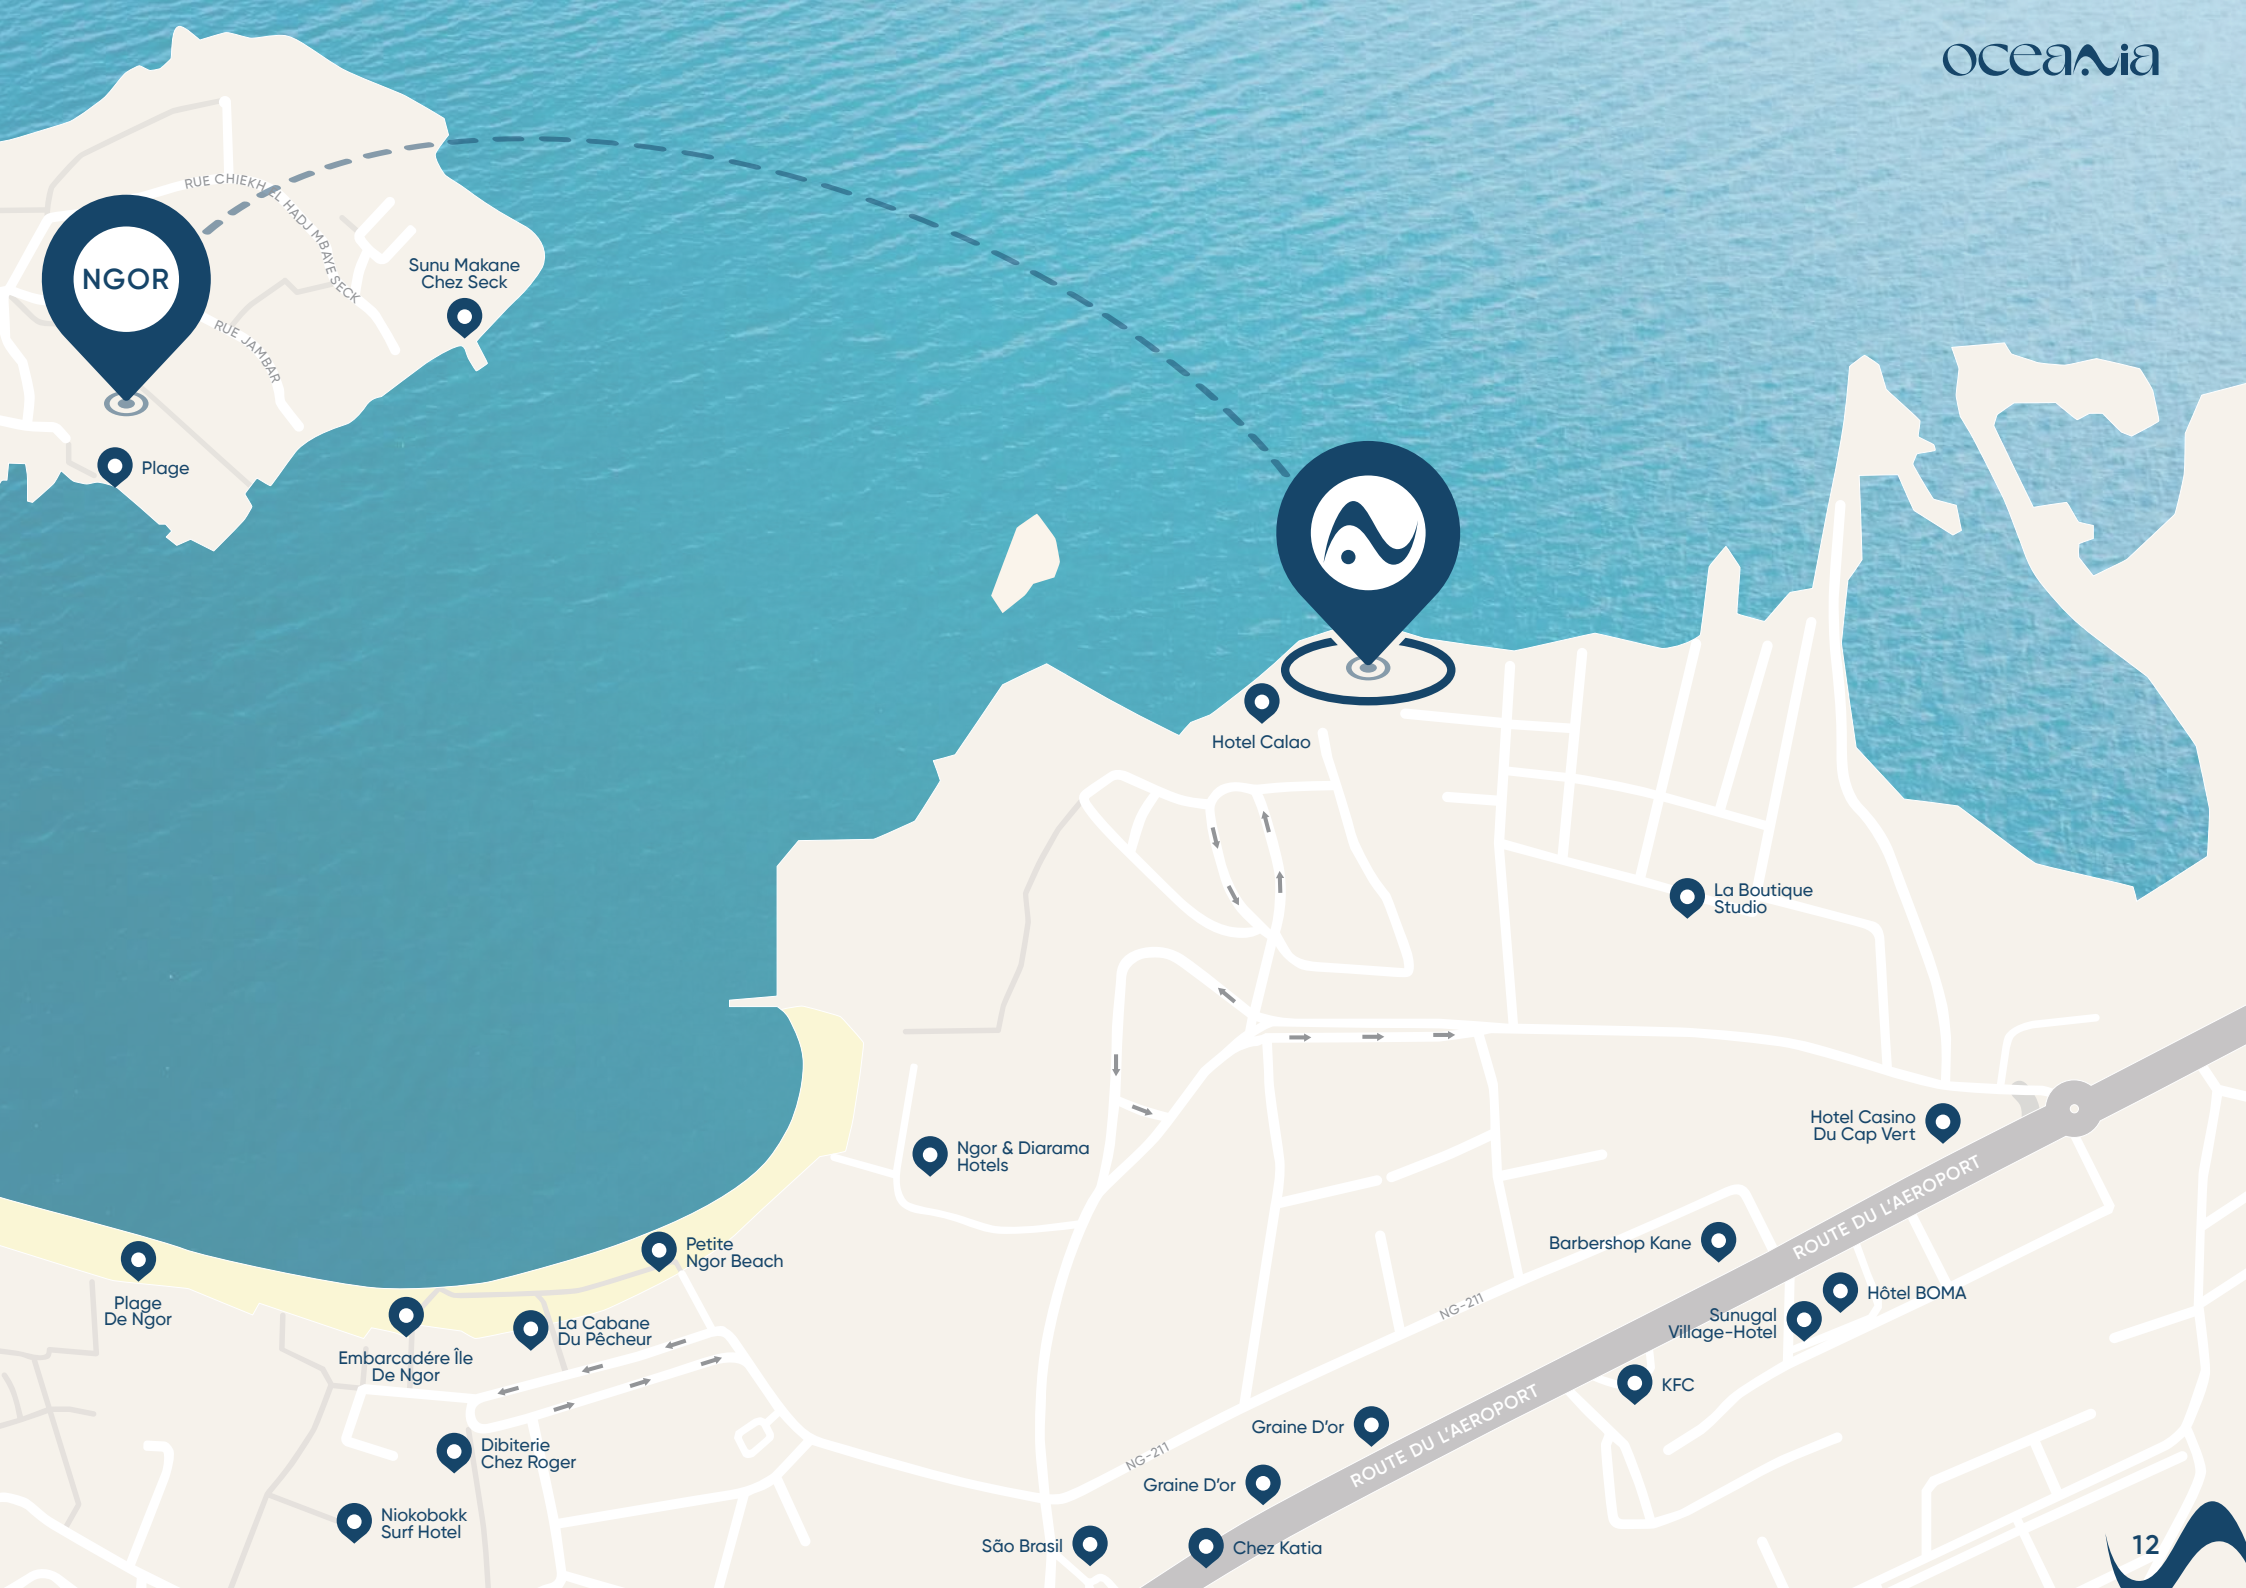 oceania
RUE CHIEKH EL HADJ MBAYE SECK
NGOR
Sunu Makane
Chez Seck
RUE JAMBAR
Plage
Hotel Calao
La Boutique
Studio
Hotel Casino
Du Cap Vert
Ngor & Diarama
Hotels
ROUTE DU L'AEROPORT
Barbershop Kane
Petite
Ngor Beach
Hôtel BOMA
Plage
De Ngor
NG-211
Sunugal
Village-Hotel
La Cabane
Du Pêcheur
Embarcadére Île
De Ngor
KFC
Graine D'or
ROUTE DU L'AEROPORT
Dibiterie
Chez Roger
NG-211
Graine D'or
Niokobokk
Surf Hotel
São Brasil
Chez Katia
12